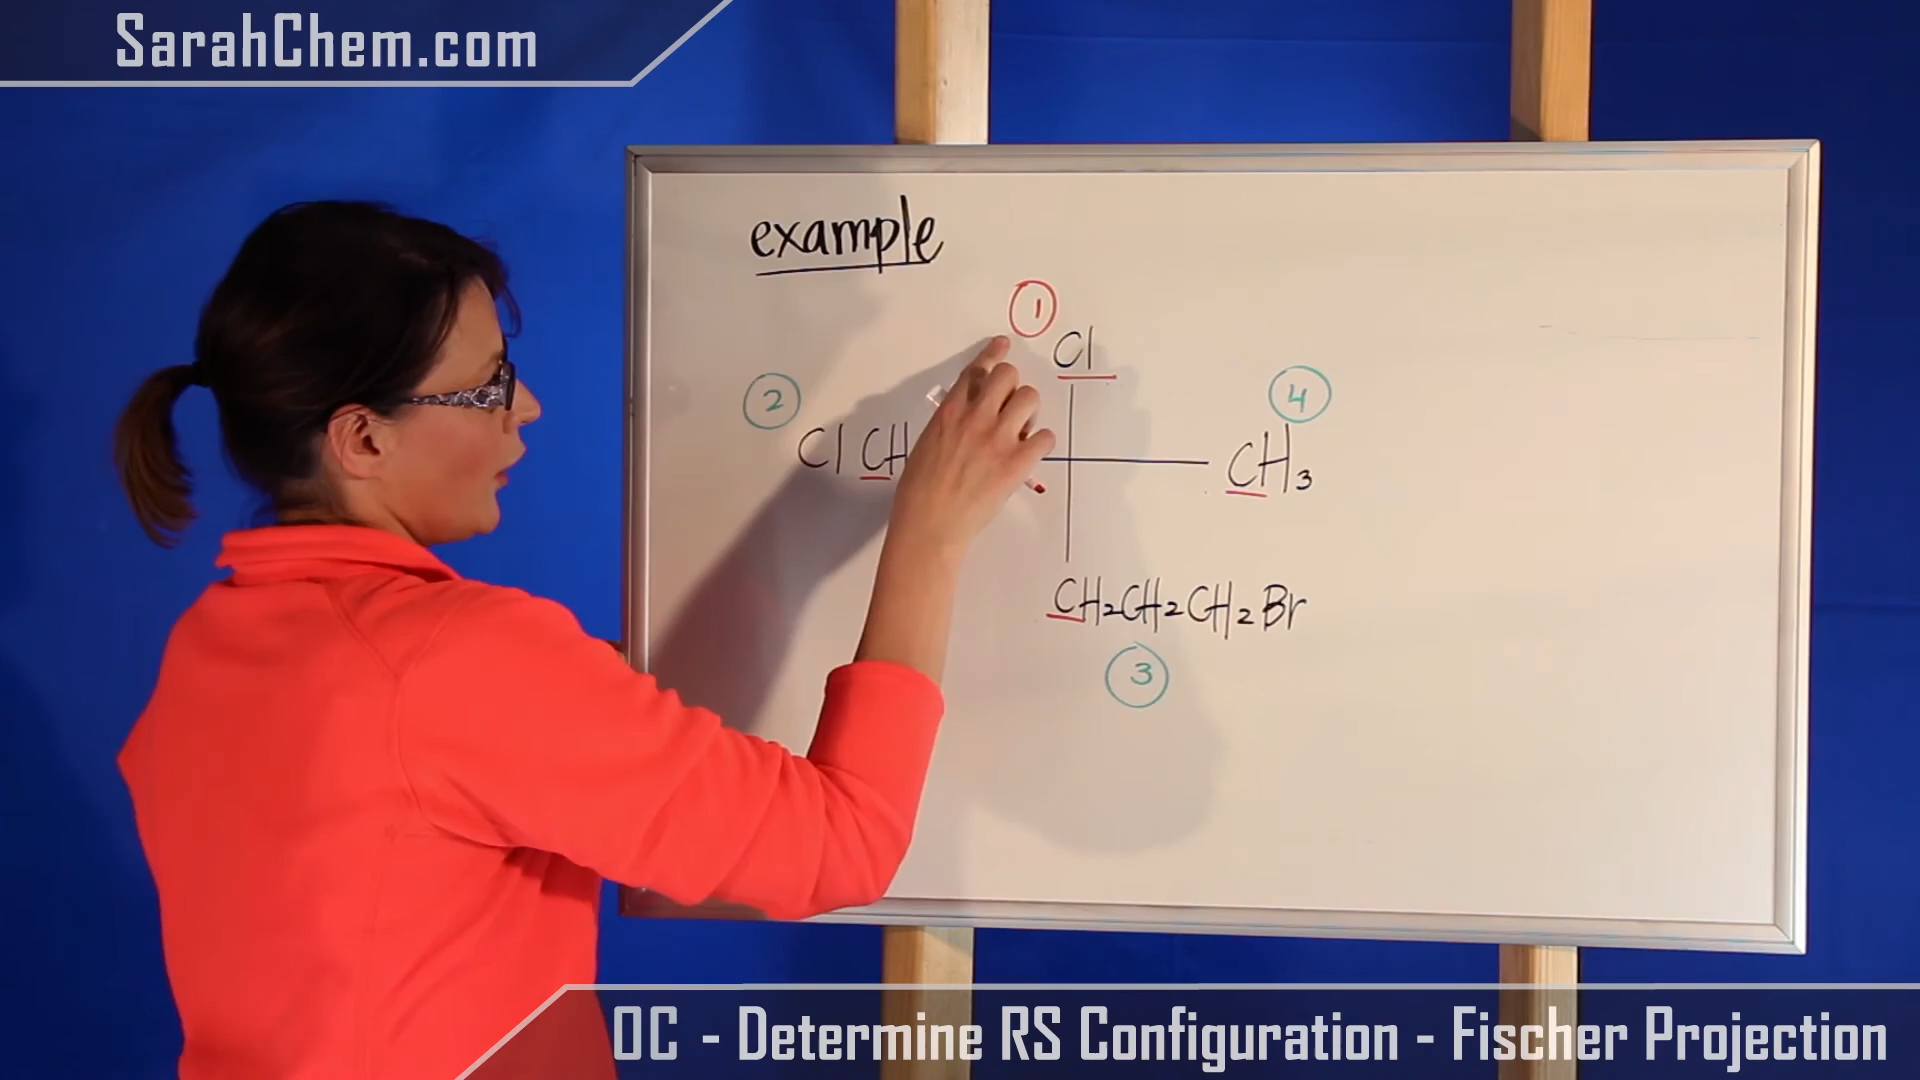 SarahChem.com
example
1
Cl
2
4
Cl CH
CH3
CH2CH2CH2Br
3
OC - Determine RS Configuration - Fischer Projection